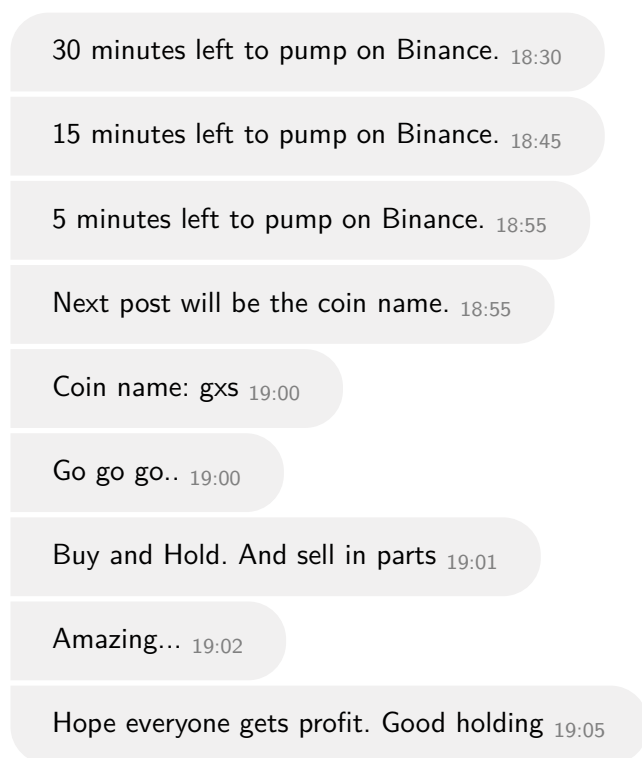 30 minutes left to pump on Binance. 18:30
15 minutes left to pump on Binance. 18:45
5 minutes left to pump on Binance. 18:55
Next post will be the coin name. 18:55
Coin name: gxs 19:00
Go go go.. 19:00
Buy and Hold. And sell in parts 19:01
Amazing... 19:02
Hope everyone gets profit. Good holding 19:05